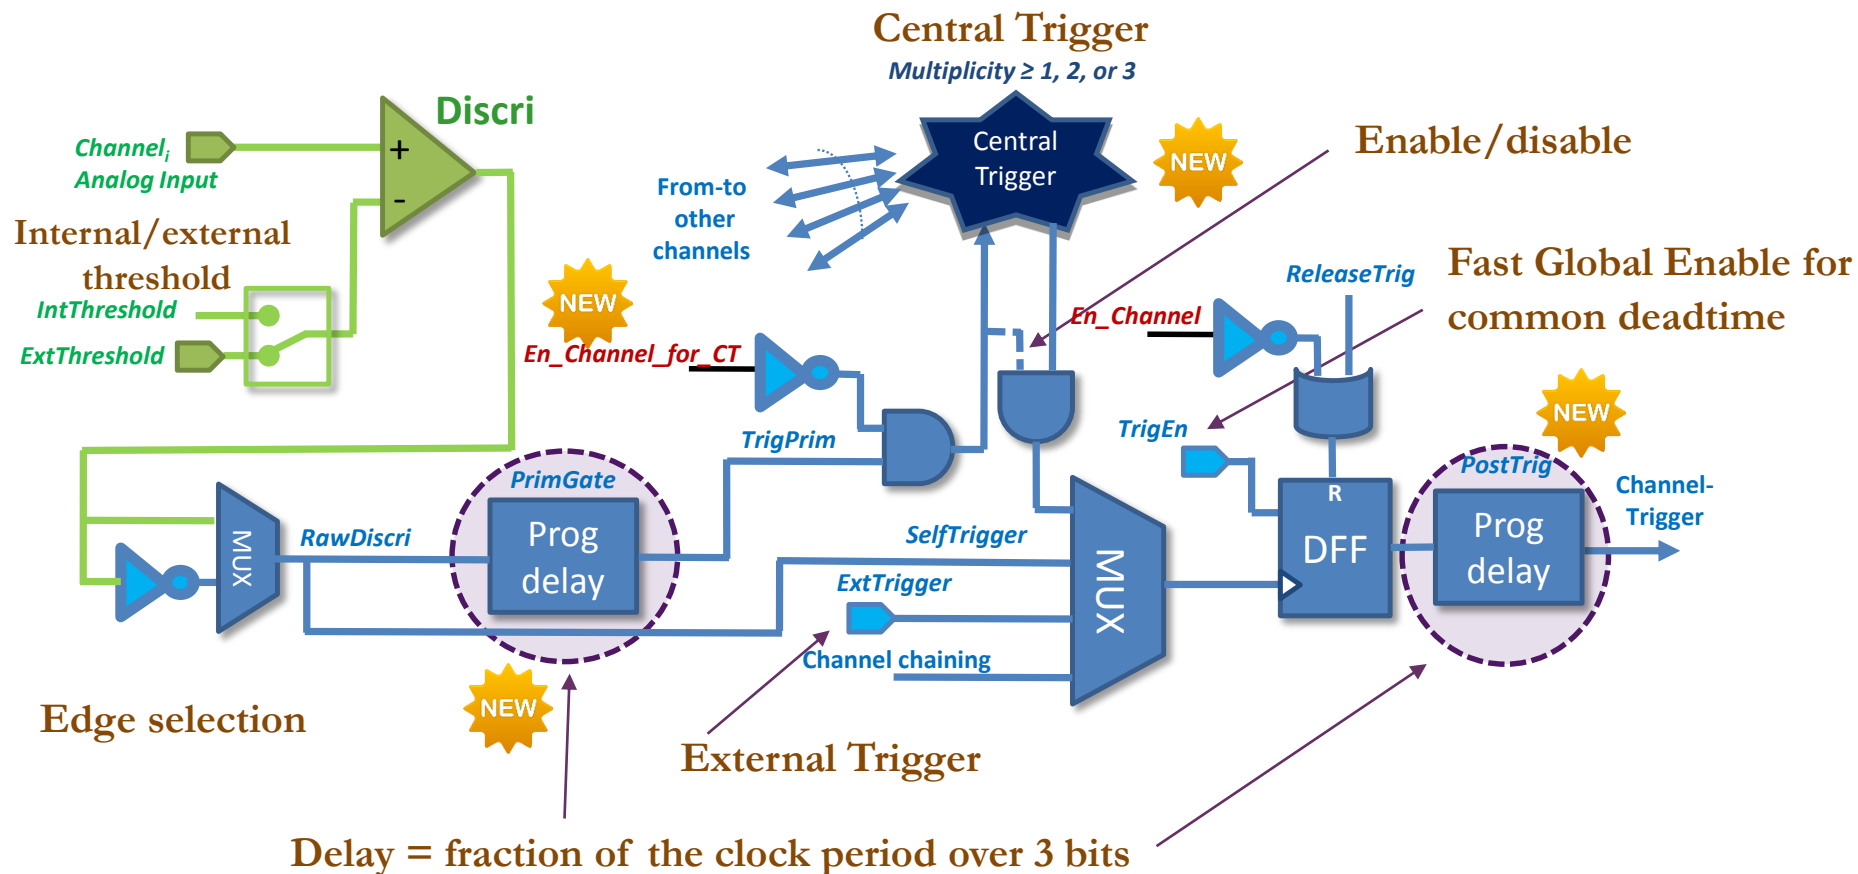 Central Trigger
Multiplicity ≥ 1, 2, or 3
Discri
Central
Trigger
NEW
Enable/disable
Channeli
Analog Input
+
-
From-to
other
channels
Internal/external
threshold
IntThreshold
ExtThreshold
NEW
En_Channel_for_CT
En_Channel
ReleaseTrig
Fast Global Enable for
common deadtime
NEW
TrigPrim
TrigEn
PrimGate
Prog
delay
MUX
RawDiscri
SelfTrigger
ExtTrigger
Channel chaining
MUX
R
DFF
PostTrig
Prog
delay
Channel-
Trigger
NEW
Edge selection
External Trigger
Delay = fraction of the clock period over 3 bits